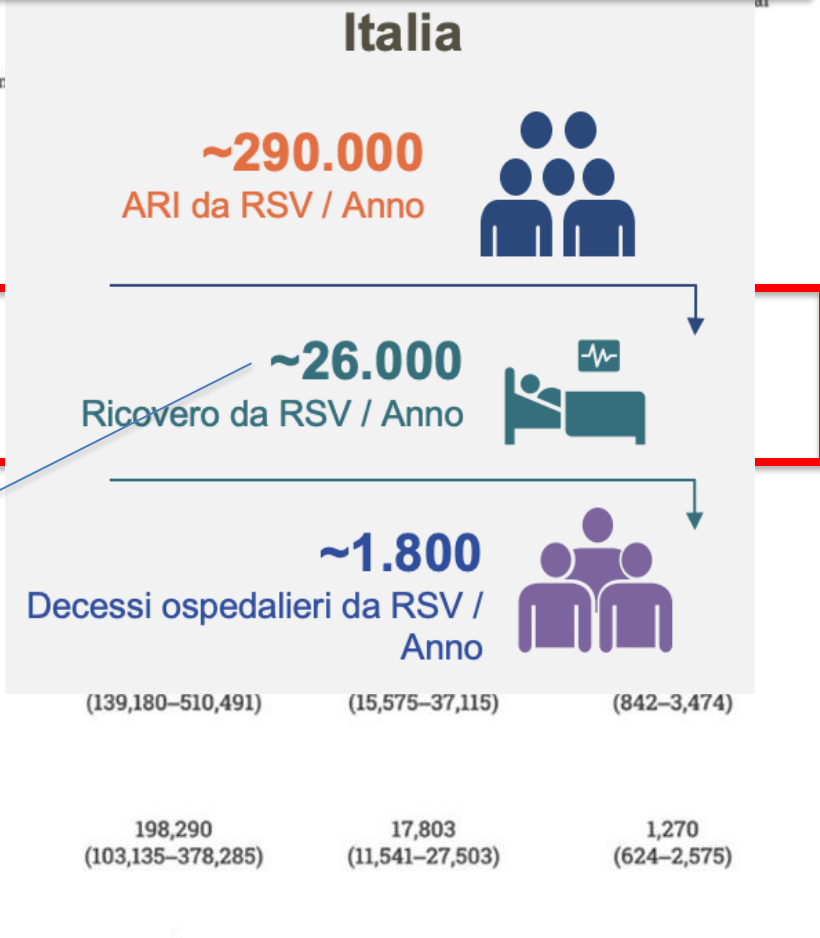 Italia
~290.000
ARI da RSV / Anno
~26.000
Ricovero da RSV / Anno
~1.800
Decessi ospedalieri da RSV /
Anno
(139,180–510,491) (15,575–37,115) (842–3,474)
198,290 17,803 1,270
(103,135–378,285) (11,541–27,503) (624–2,575)